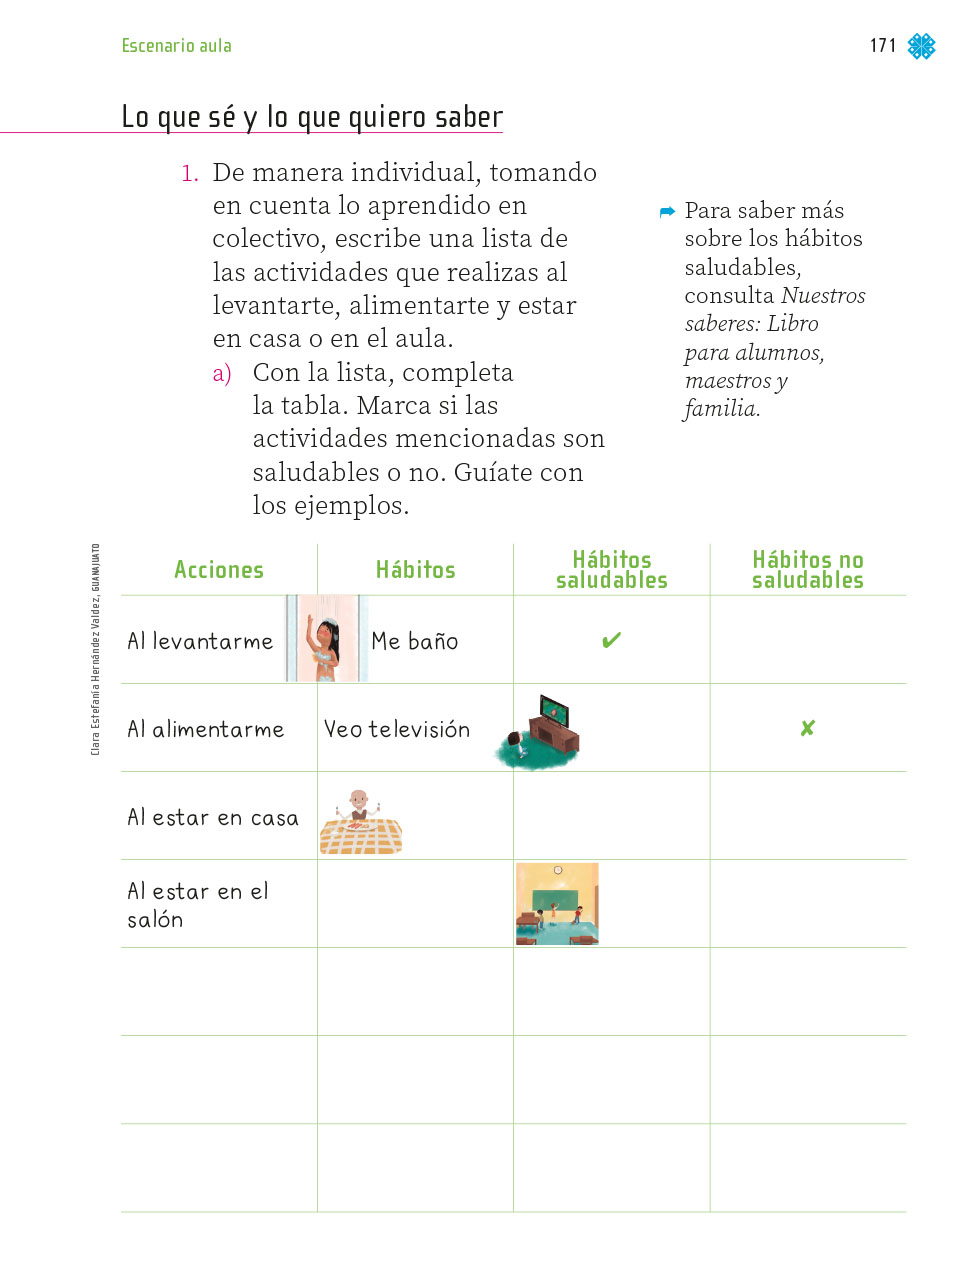 Escenario aula
171
Lo que sé y lo que quiero saber
1. De manera individual, tomando
en cuenta lo aprendido en
colectivo, escribe una lista de
las actividades que realizas al
levantarte, alimentarte y estar
en casa o en el aula.
a) Con la lista, completa
la tabla. Marca si las
actividades mencionadas son
saludables o no. Guíate con
los ejemplos.
Para saber más
sobre los hábitos
saludables,
consulta Nuestros
saberes: Libro
para alumnos,
maestros y
familia.
Clara Estefanía Hernández Valdez, GUANAJUATO
Acciones
Hábitos
Hábitos
saludables
Hábitos no
saludables
Al levantarme
Me baño
✔
Al alimentarme
Veo televisión
✘
Al estar en casa
Al estar en el
salón